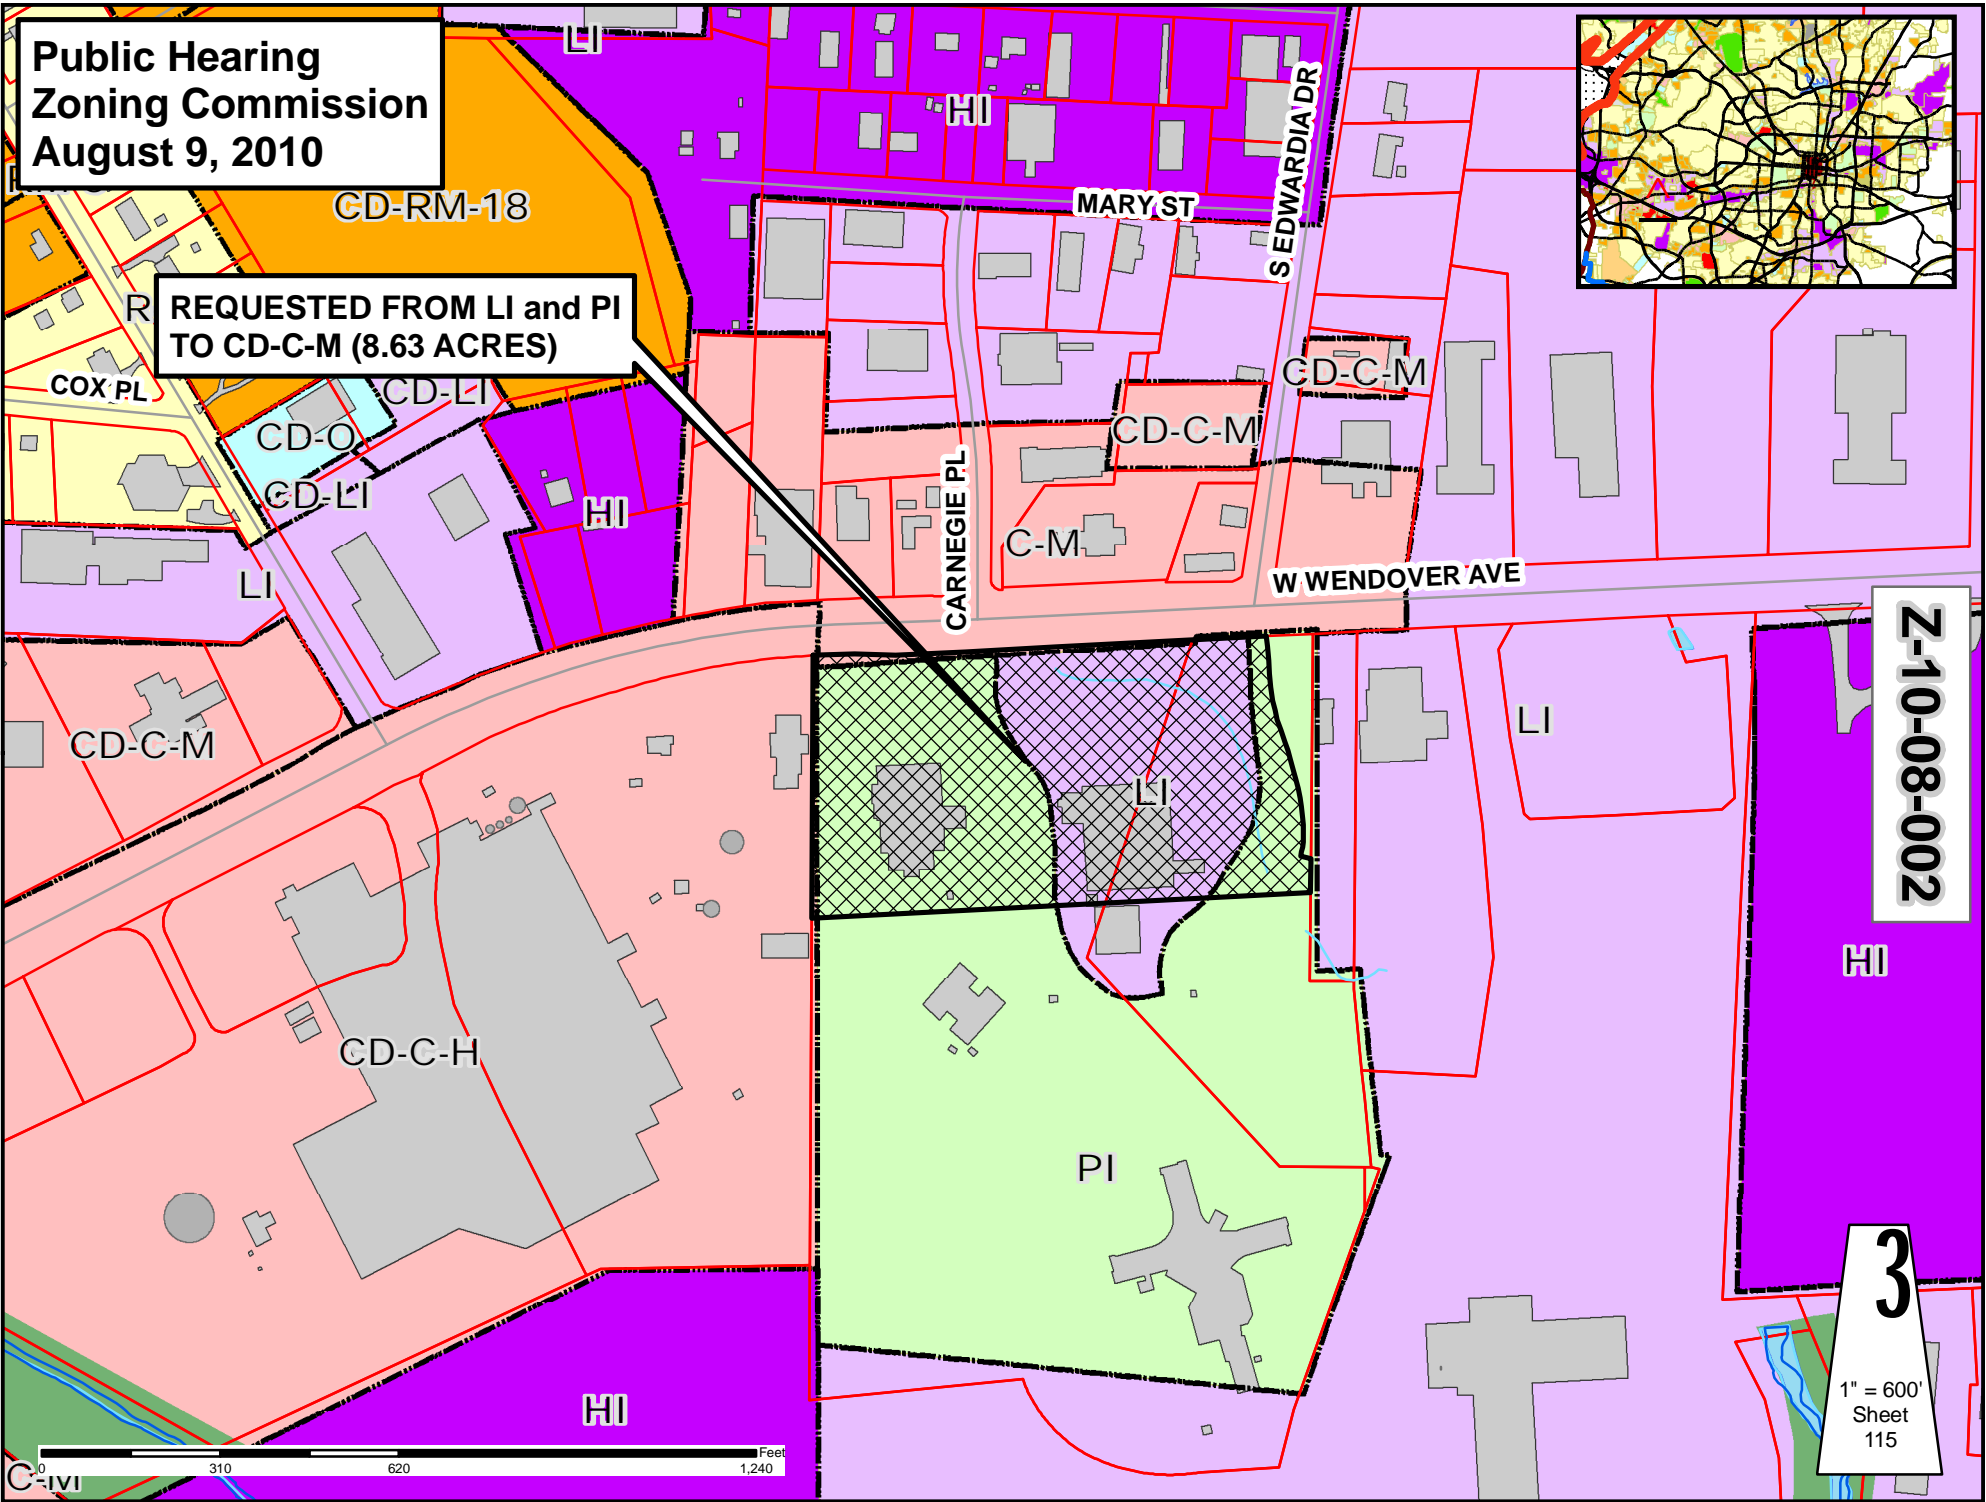 Public Hearing
Zoning Commission
August 9, 2010
LI
HI
S EDWARDIA DR
CD-RM-18
MARY ST
REQUESTED FROM LI and PI
TO CD-C-M (8.63 ACRES)
R
COX PL
CD-LI
CD-O
CD-LI
HI
CD-C-M
CD-C-M
C-M
CARNEGIE PL
W WENDOVER AVE
LI
Z-10-08-002
CD-C-M
LI
LI
HI
CD-C-H
PI
HI
C-M
0 310 620 1,240
Feet
3
1" = 600'
Sheet
115